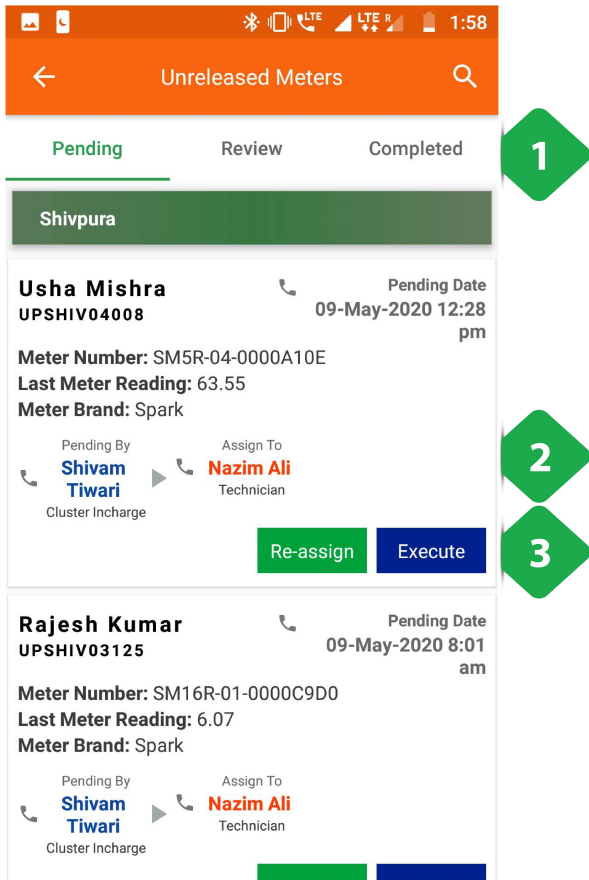 LTE LTE R 1:58
Unreleased Meters
Pending Review Completed
1
Shivpura
Usha Mishra
UPSHIV04008
Pending Date
09-May-2020 12:28
pm
Meter Number: SM5R-04-0000A10E
Last Meter Reading: 63.55
Meter Brand: Spark
Pending By
Shivam
Tiwari
Cluster Incharge
Assign To
Nazim Ali
Technician
2
Re-assign Execute
3
Rajesh Kumar
UPSHIV03125
Pending Date
09-May-2020 8:01
am
Meter Number: SM16R-01-0000C9D0
Last Meter Reading: 6.07
Meter Brand: Spark
Pending By
Shivam
Tiwari
Cluster Incharge
Assign To
Nazim Ali
Technician